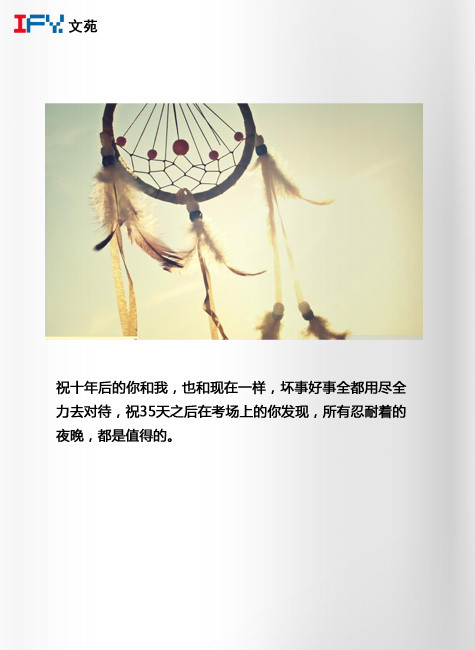 IFY. 文苑
祝十年后的你和我，也和现在一样，坏事好事全都用尽全
力去对待，祝35天之后在考场上的你发现，所有忍耐着的
夜晚，都是值得的。